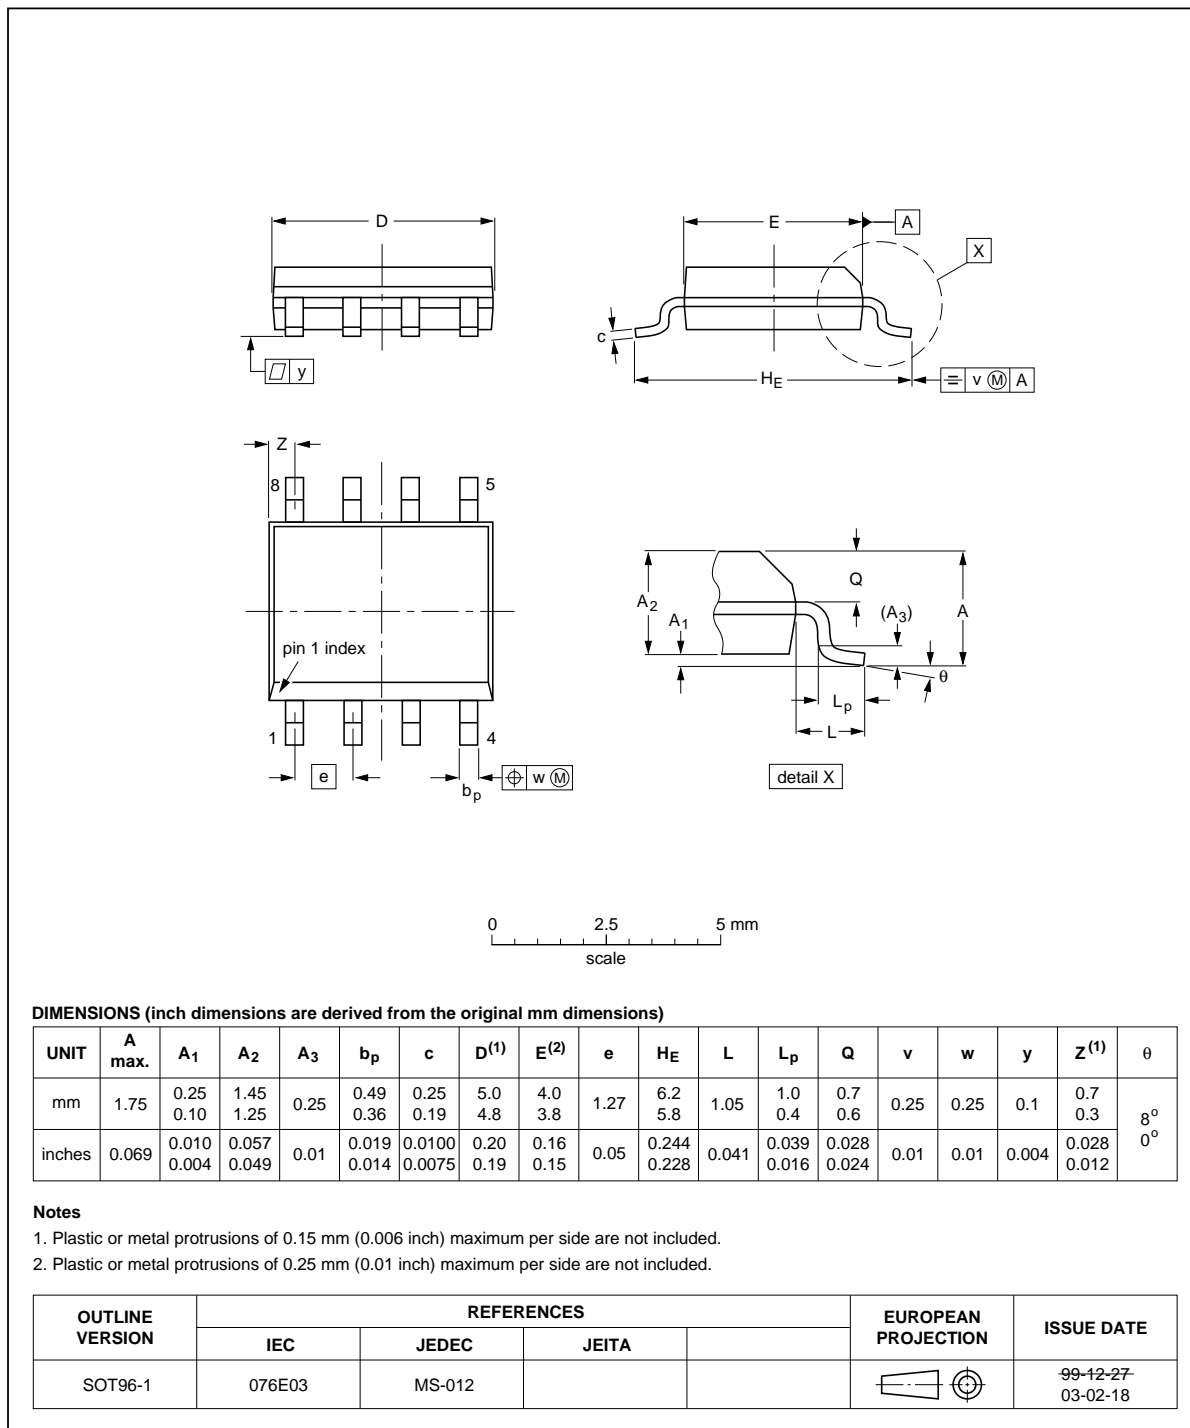 D
E
A
X
c
y
HE
v M A
Z
8
5
pin 1 index
1
4
e
bp
w M
A2
A1
Q
(A3)
A
θ
Lp
L
detail X
0 2.5 5 mm
scale
DIMENSIONS (inch dimensions are derived from the original mm dimensions)
UNIT A max. A1 A2 A3 bp c D(1) E(2) e HE L Lp Q v w y Z(1) θ
mm 1.75 0.25 0.10 1.45 1.25 0.25 0.49 0.36 0.25 0.19 5.0 4.8 4.0 3.8 1.27 6.2 5.8 1.05 1.0 0.4 0.7 0.6 0.25 0.25 0.1 0.7 0.3 8o 0o
inches 0.069 0.010 0.004 0.057 0.049 0.01 0.019 0.014 0.0100 0.0075 0.20 0.19 0.16 0.15 0.05 0.244 0.228 0.041 0.039 0.016 0.028 0.024 0.01 0.01 0.004 0.028 0.012
Notes
1. Plastic or metal protrusions of 0.15 mm (0.006 inch) maximum per side are not included.
2. Plastic or metal protrusions of 0.25 mm (0.01 inch) maximum per side are not included.
OUTLINE VERSION REFERENCES EUROPEAN PROJECTION ISSUE DATE
IEC JEDEC JEITA
SOT96-1 076E03 MS-012 99-12-27
03-02-18